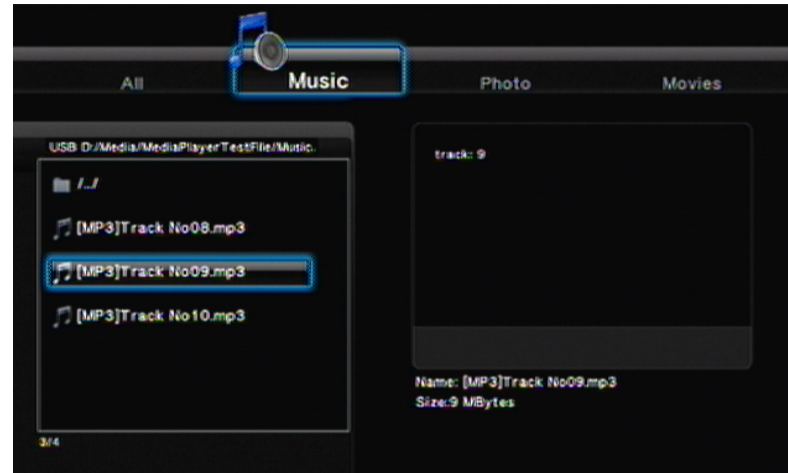 All Music Photo Movies
USB D:/Media/MediaPlayerTestFile/Music.
/../
[MP3]Track No08.mp3
[MP3]Track No09.mp3
[MP3]Track No10.mp3
3/4
track: 9
Name: [MP3]Track No09.mp3
Size:9 MBytes